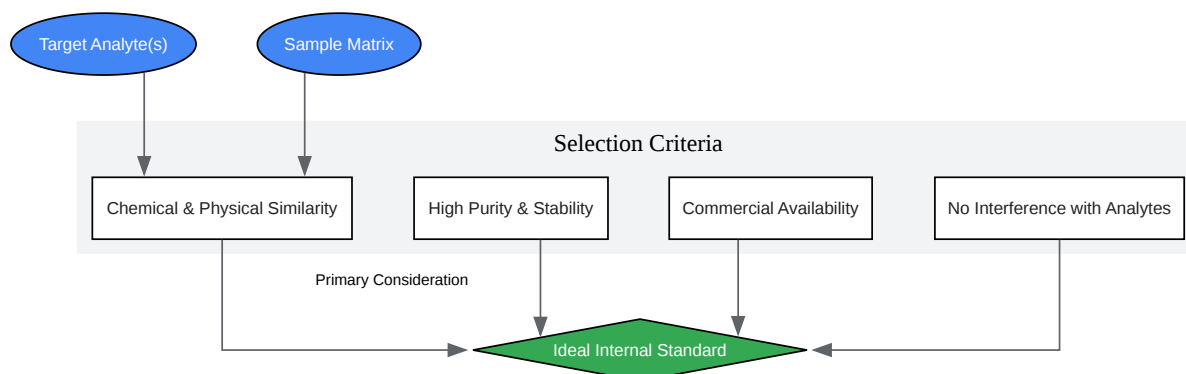 Target Analyte(s)
Sample Matrix
Selection Criteria
Chemical & Physical Similarity
High Purity & Stability
Commercial Availability
No Interference with Analytes
Primary Consideration
Ideal Internal Standard